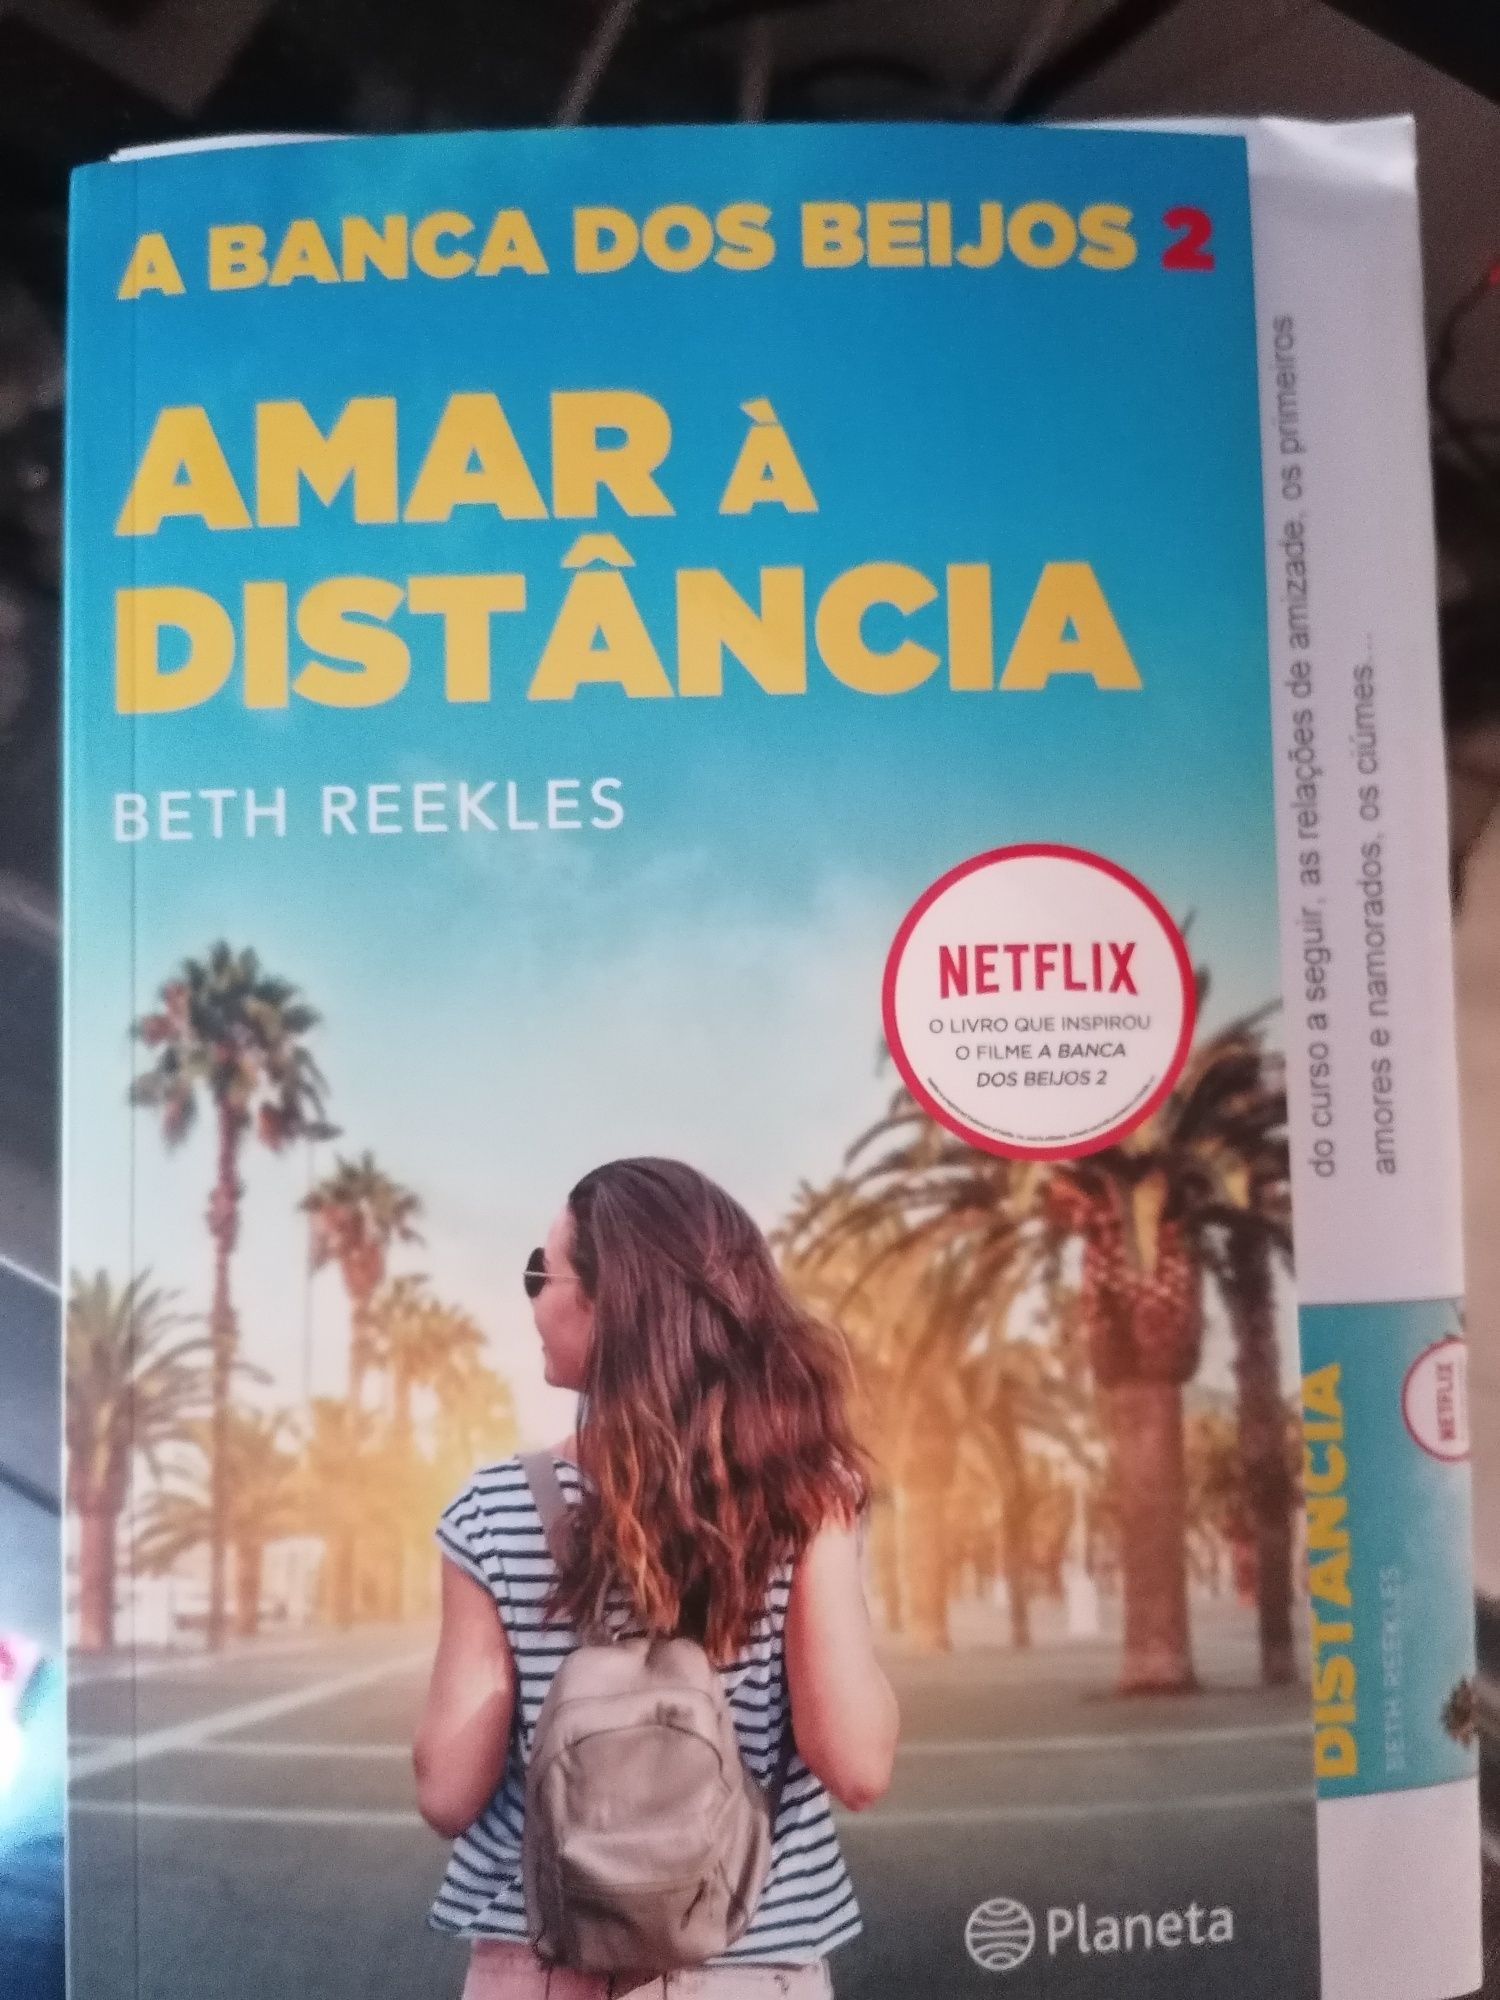 A BANCA DOS BEIJOS 2
AMAR À
DISTÂNCIA
BETH REEKLES
NETFLIX
O LIVRO QUE INSPIROU
O FILME A BANCA
DOS BEIJOS 2
Planeta
do curso a seguir, as relações de amizade, os primeiros
amores e namorados, os ciúmes...
DISTÂNCIA
BETH REEKLES
NETFLIX